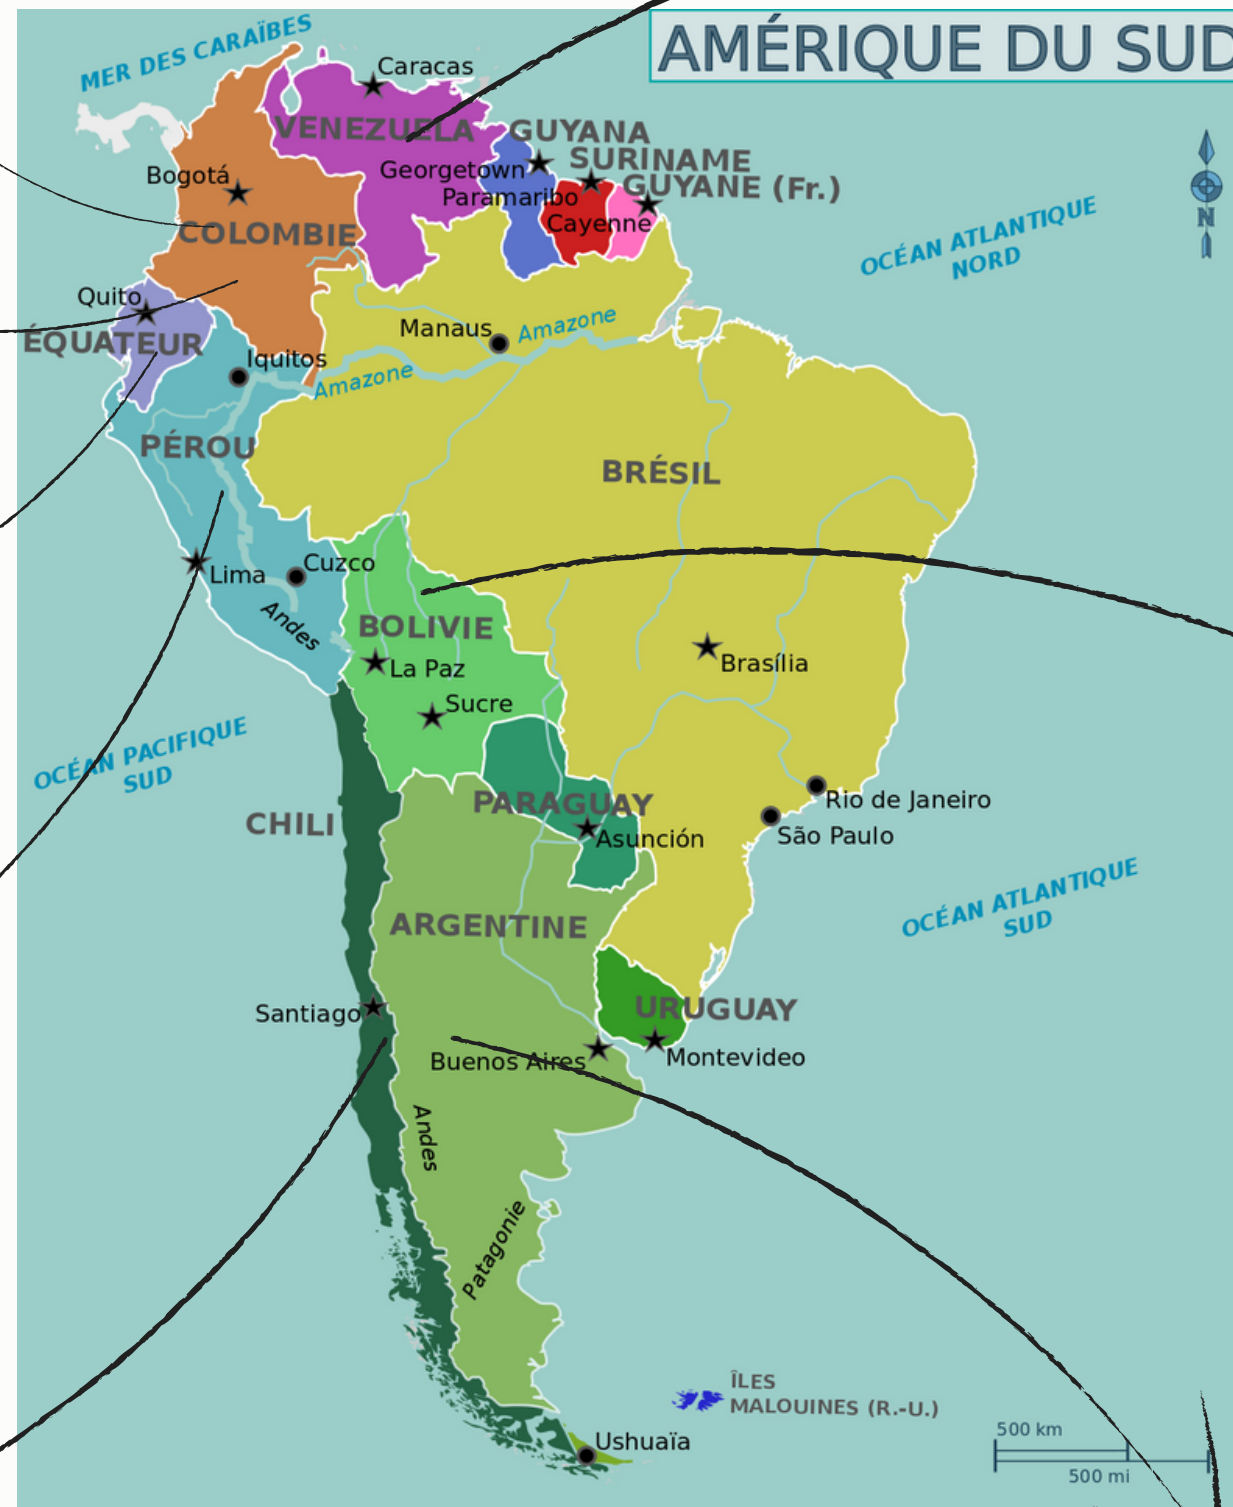 AMÉRIQUE DU SUD
MER DES CARAÏBES
Caracas
VENEZUELA
GUYANA
SURINAME
GUYANE (Fr.)
Georgetown
Paramaribo
Cayenne
Bogotá
COLOMBIE
OCÉAN ATLANTIQUE
NORD
N
Quito
ÉQUATEUR
Iquitos
Manaus
Amazone
Amazone
PÉROU
BRÉSIL
Lima
Cuzco
Andes
BOLIVIE
La Paz
Sucre
Brasília
OCÉAN PACIFIQUE
SUD
CHILI
PARAGUAY
Asunción
Rio de Janeiro
São Paulo
ARGENTINE
OCÉAN ATLANTIQUE
SUD
Santiago
URUGUAY
Buenos Aires
Montevideo
Andes
Patagonie
ÎLES
MALOUINES (R.-U.)
Ushuaïa
500 km
500 mi